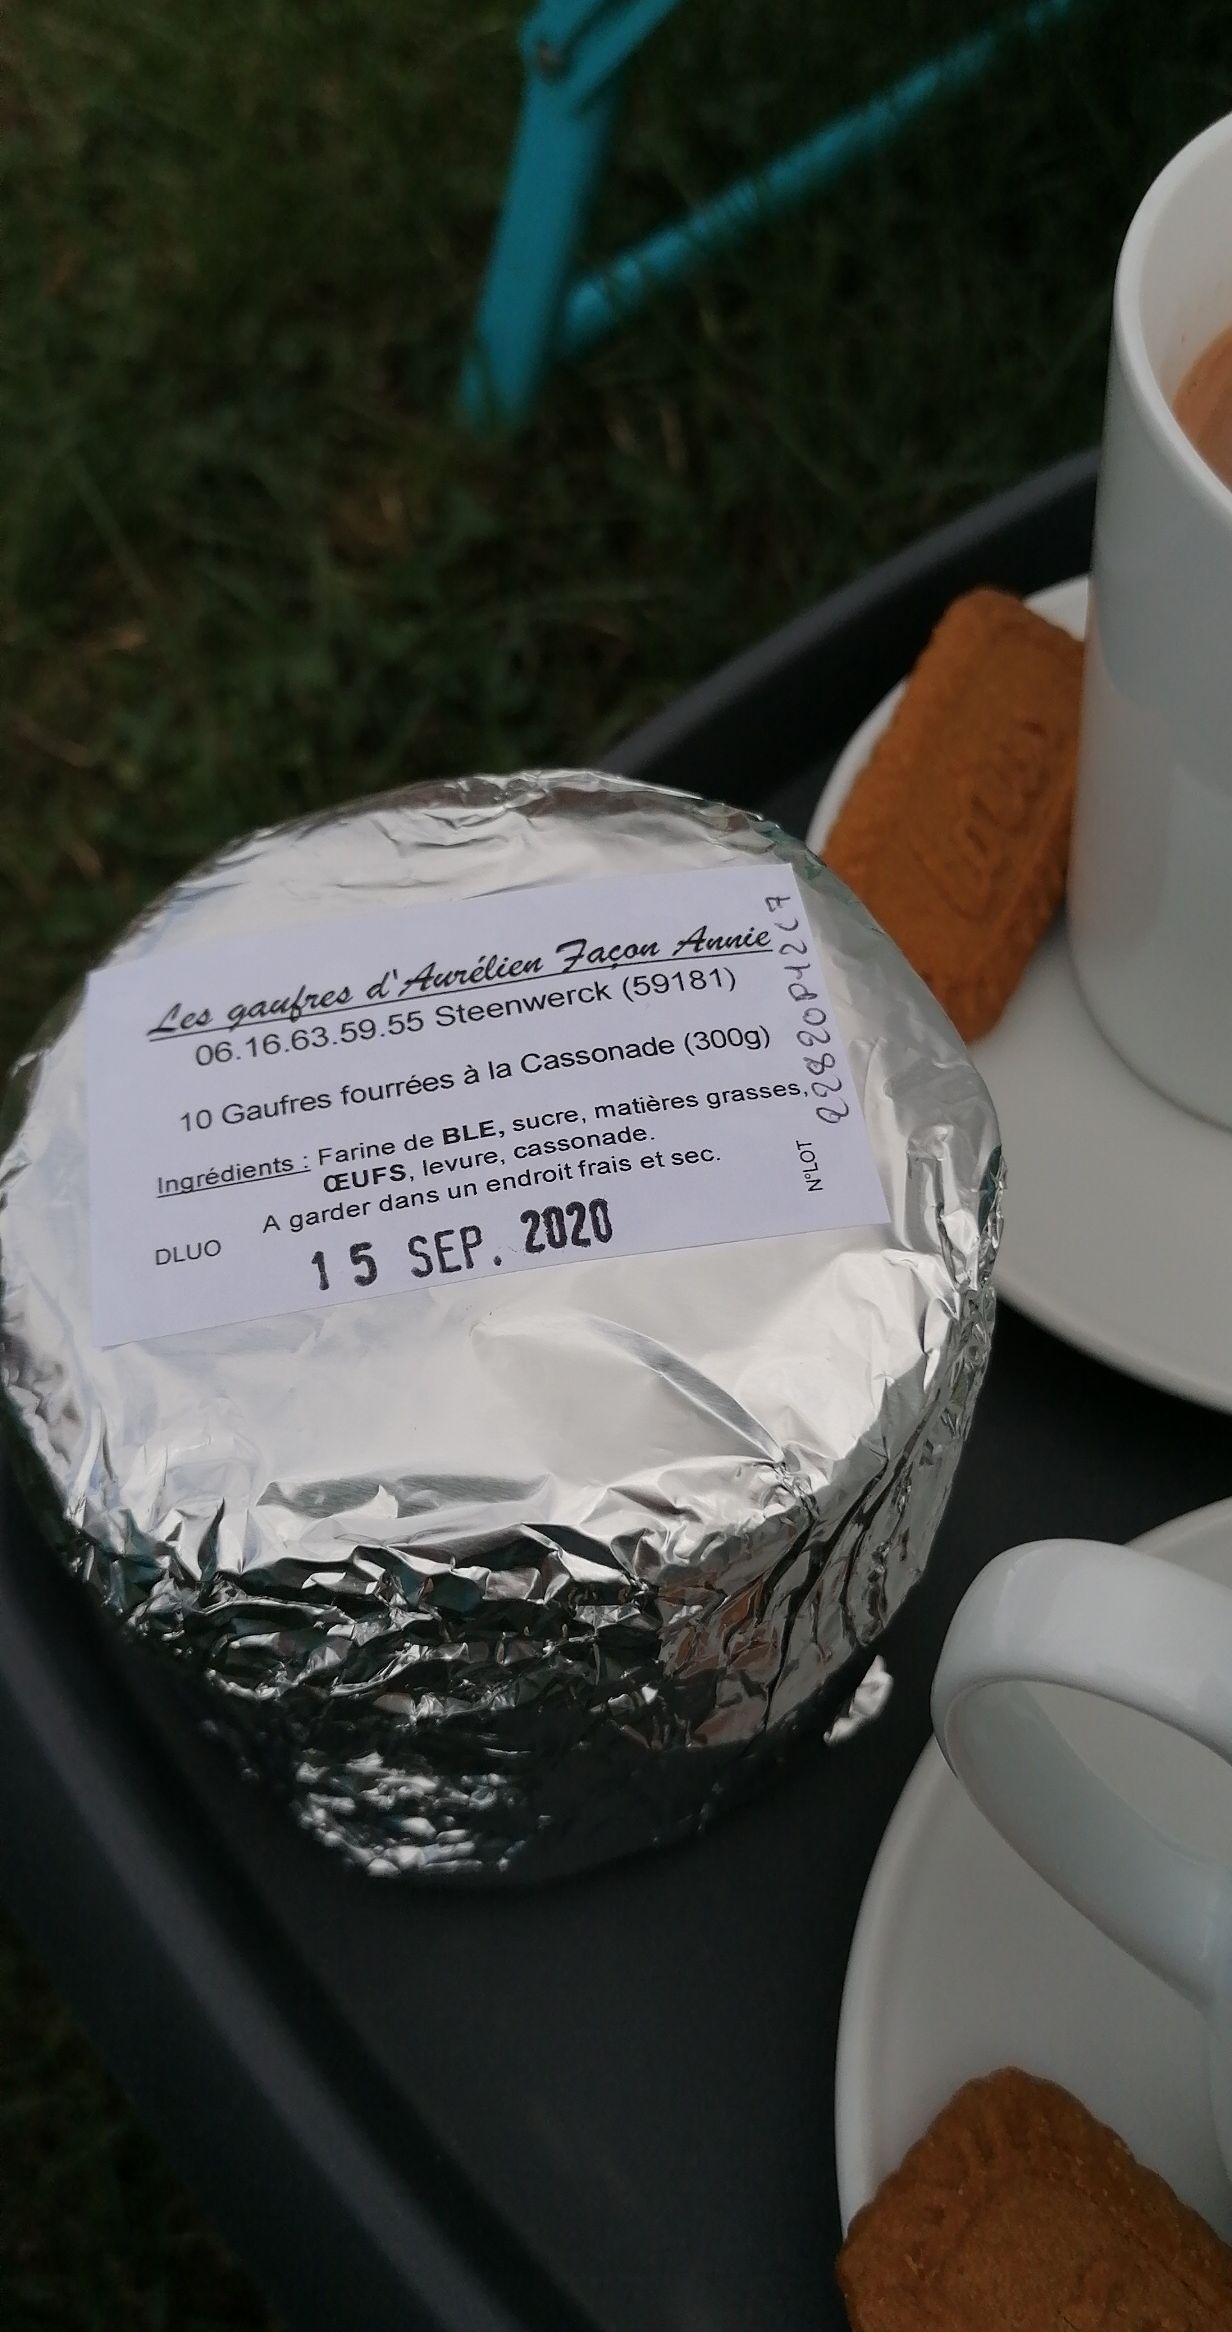 Les gaufres d'Aurélien Façon Annie
06.16.63.59.55 Steenwerck (59181)
10 Gaufres fourrées à la Cassonade (300g)
Ingrédients : Farine de BLE, sucre, matières grasses,
ŒUFS, levure, cassonade.
A garder dans un endroit frais et sec.
DLUO 15 SEP. 2020
N°LOT